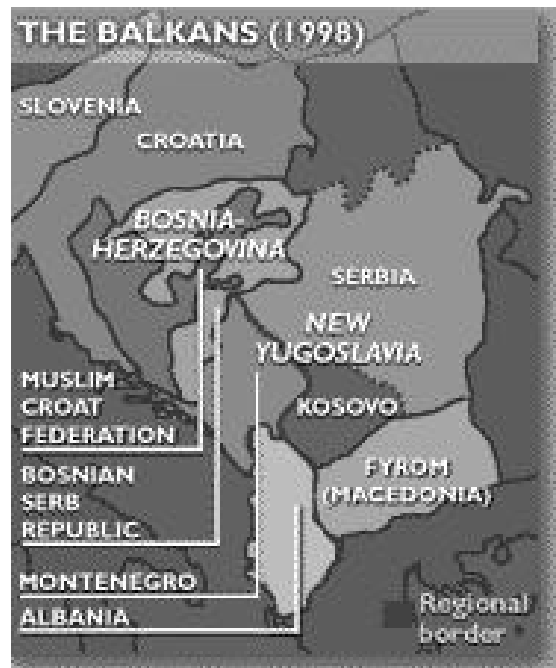 THE BALKANS (1998)
SLOVENIA
CROATIA
BOSNIA-
HERZEGOVINA
SERBIA
NEW
YUGOSLAVIA
MUSLIM
CROAT
FEDERATION
KOSOVO
FYROM
(MACEDONIA)
BOSNIAN
SERB
REPUBLIC
MONTENEGRO
ALBANIA
Regional
border